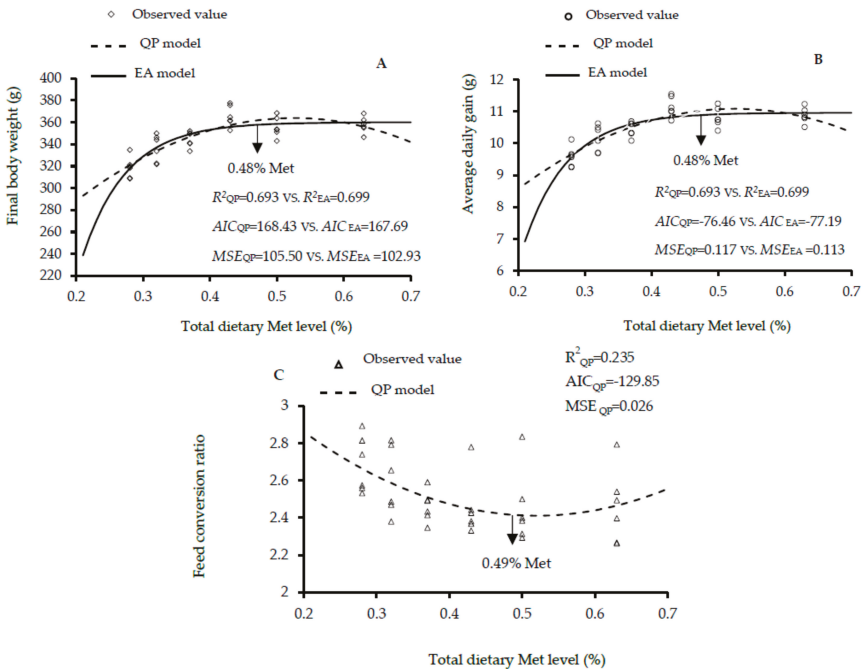 Observed value
QP model
EA model
A
Final body weight (g)
400
380
360
340
320
300
280
260
240
220
0.2 0.3 0.4 0.5 0.6 0.7
Total dietary Met level (%)
0.48% Met
R²QP=0.693 VS. R²EA=0.699
AICQP=168.43 VS. AICEA=167.69
MSEQP=105.50 VS. MSEEA =102.93
Observed value
QP model
EA model
B
Average daily gain (g)
12
11
10
9
8
7
6
0.2 0.3 0.4 0.5 0.6 0.7
Total dietary Met level (%)
0.48% Met
R²QP=0.693 VS. R²EA=0.699
AICQP=-76.46 VS. AICEA=-77.19
MSEQP=0.117 VS. MSEEA =0.113
Observed value
C
QP model
R²QP=0.235
AICQP=-129.85
MSE QP=0.026
Feed conversion ratio
3
2.8
2.6
2.4
2.2
2
0.2 0.3 0.4 0.5 0.6 0.7
0.49% Met
Total dietary Met level (%)